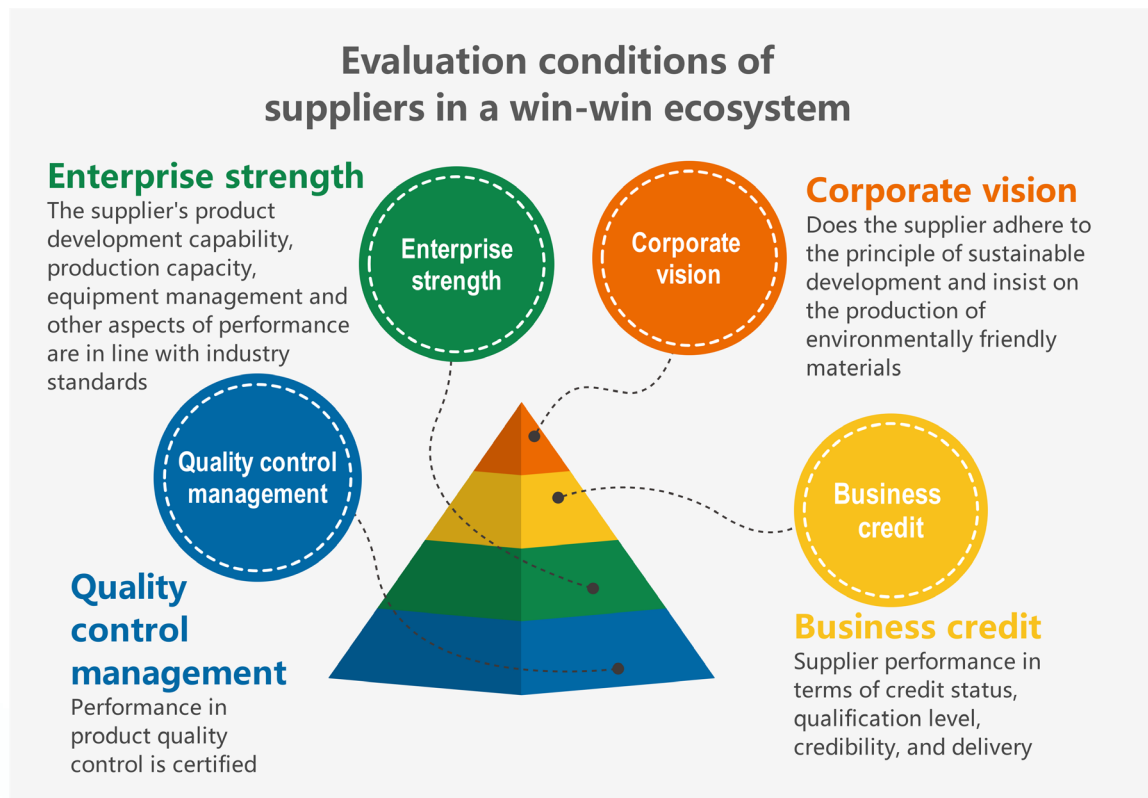 Evaluation conditions of
suppliers in a win-win ecosystem
Enterprise strength
The supplier's product
development capability,
production capacity,
equipment management and
other aspects of performance
are in line with industry
standards
Enterprise
strength
Corporate
vision
Corporate vision
Does the supplier adhere to
the principle of sustainable
development and insist on
the production of
environmentally friendly
materials
Quality control
management
Quality
control
management
Performance in
product quality
control is certified
Business
credit
Business credit
Supplier performance in
terms of credit status,
qualification level,
credibility, and delivery